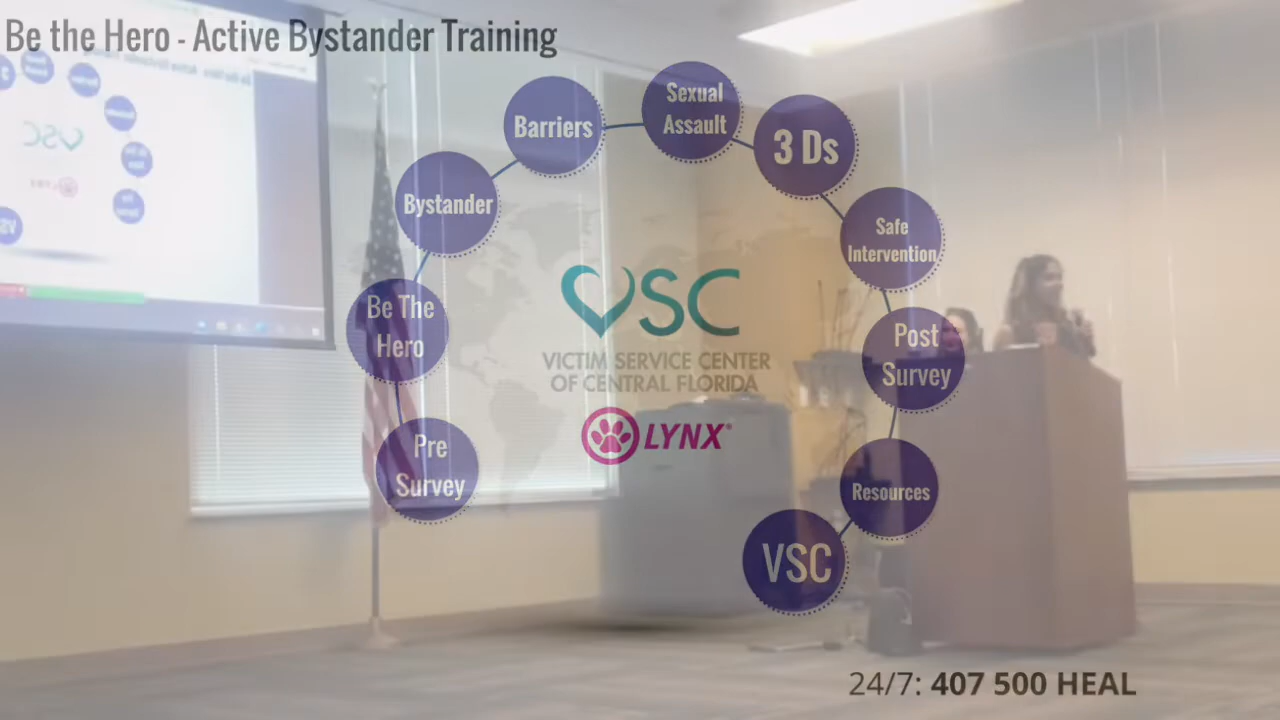 Be the Hero - Active Bystander Training
Pre
Survey
Be The
Hero
Bystander
Barriers
Sexual
Assault
3 Ds
Safe
Intervention
Post
Survey
Resources
VSC
VSC
VICTIM SERVICE CENTER
OF CENTRAL FLORIDA
LYNX®
24/7: 407 500 HEAL